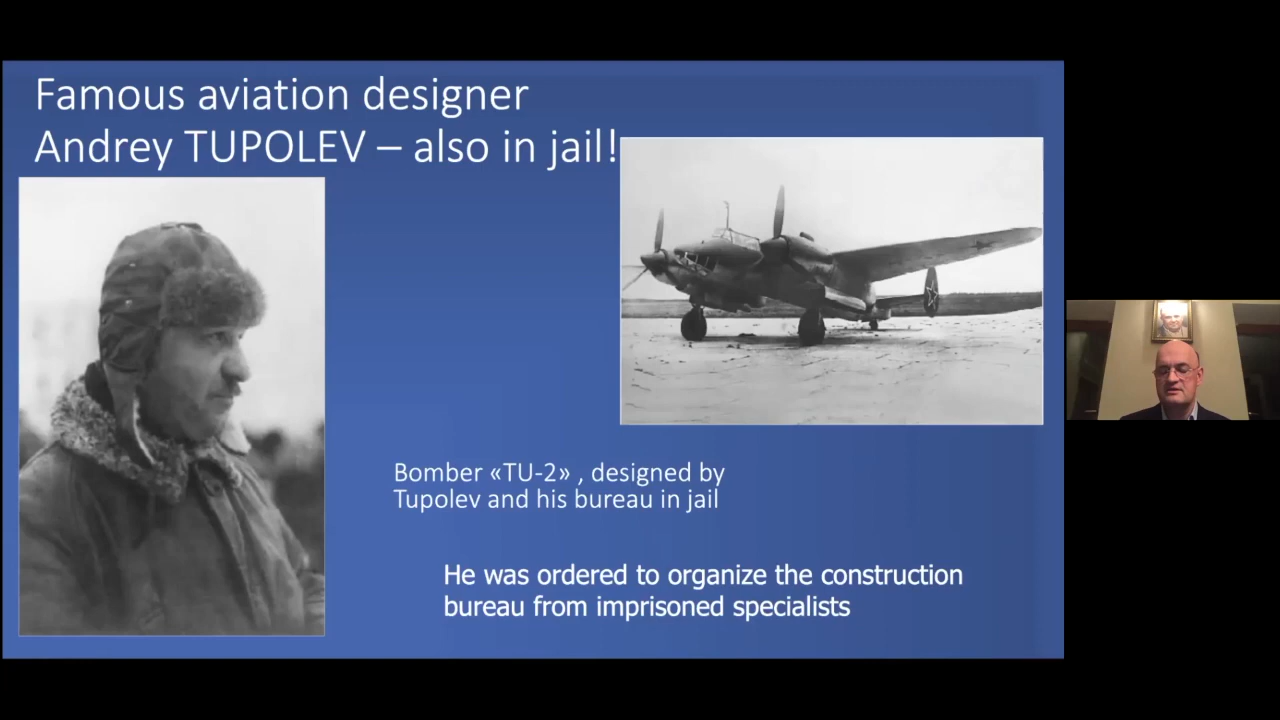 Famous aviation designer
Andrey TUPOLEV – also in jail!
Bomber «TU-2» , designed by
Tupolev and his bureau in jail
He was ordered to organize the construction
bureau from imprisoned specialists